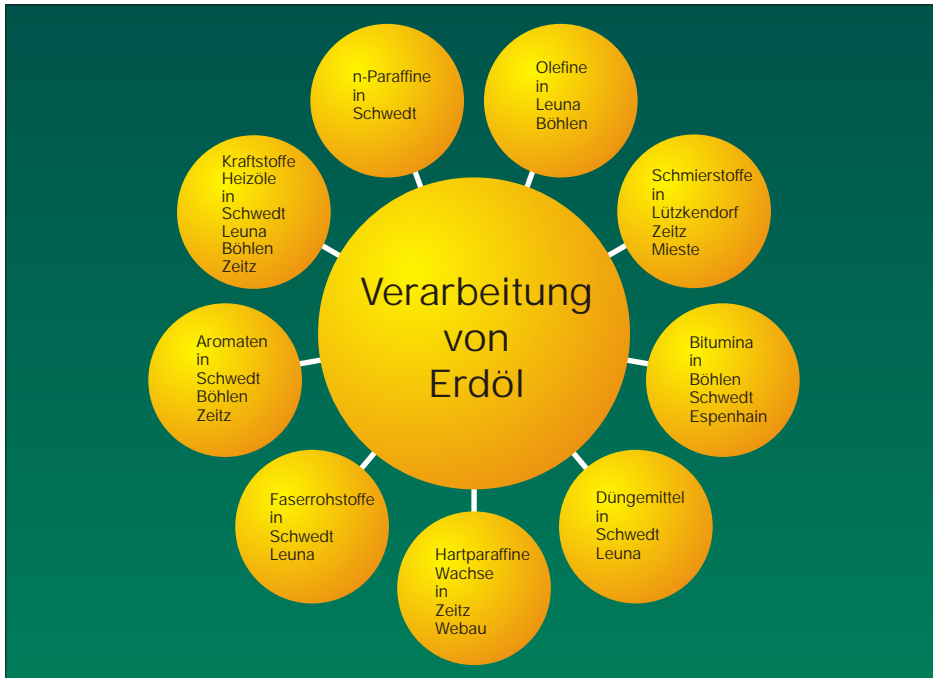 n-Paraffine
in
Schwedt
Olefine
in
Leuna
Böhlen
Kraftstoffe
Heizöle
in
Schwedt
Leuna
Böhlen
Zeitz
Schmierstoffe
in
Lützkendorf
Zeitz
Mieste
Verarbeitung
von
Erdöl
Aromaten
in
Schwedt
Böhlen
Zeitz
Bitumina
in
Böhlen
Schwedt
Espenhain
Faserrohstoffe
in
Schwedt
Leuna
Hartparaffine
Wachse
in
Zeitz
Webau
Düngemittel
in
Schwedt
Leuna